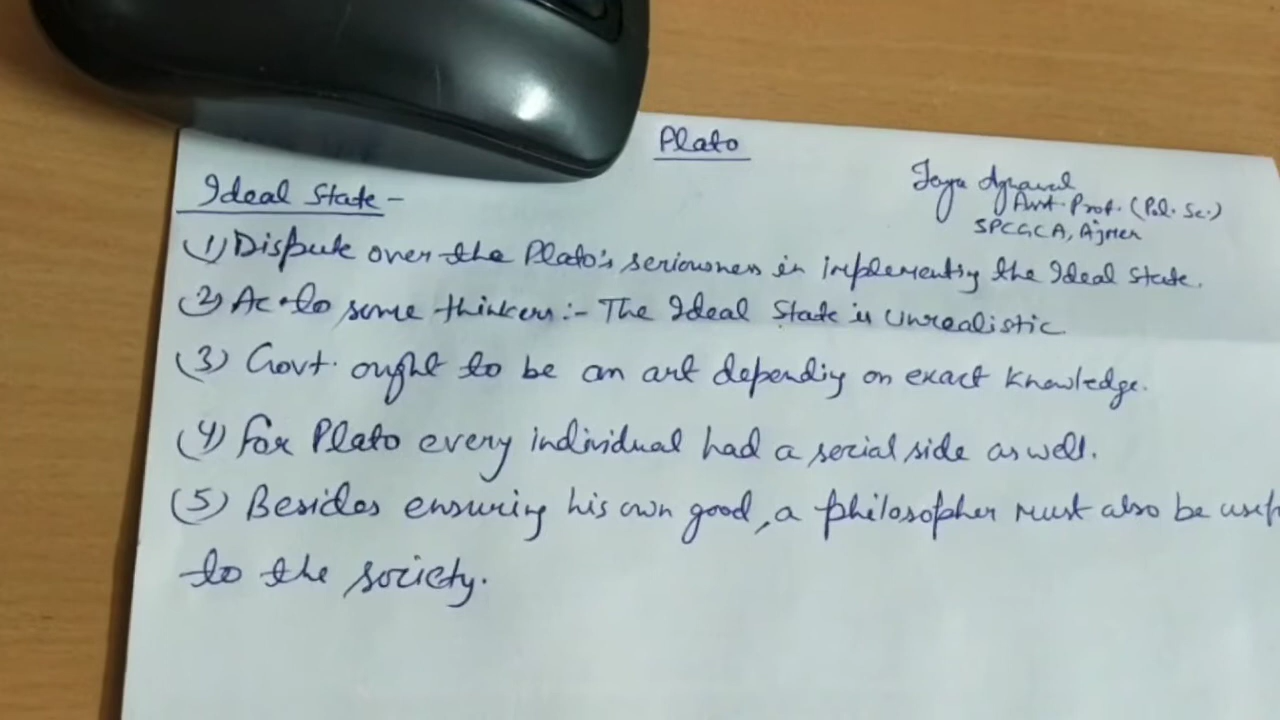 Plato
Jaya Agrawal
Asst. Prof. (Pol. Sc.)
SPCGCA, Ajmer
Ideal State -
(1) Dispute over the Plato's seriousness in implementing the Ideal State.
(2) Ac. to some thinkers :- The Ideal State is Unrealistic
(3) Govt. ought to be an art depending on exact Knowledge.
(4) For Plato every individual had a social side as well.
(5) Besides ensuring his own good, a philosopher must also be
to the society.